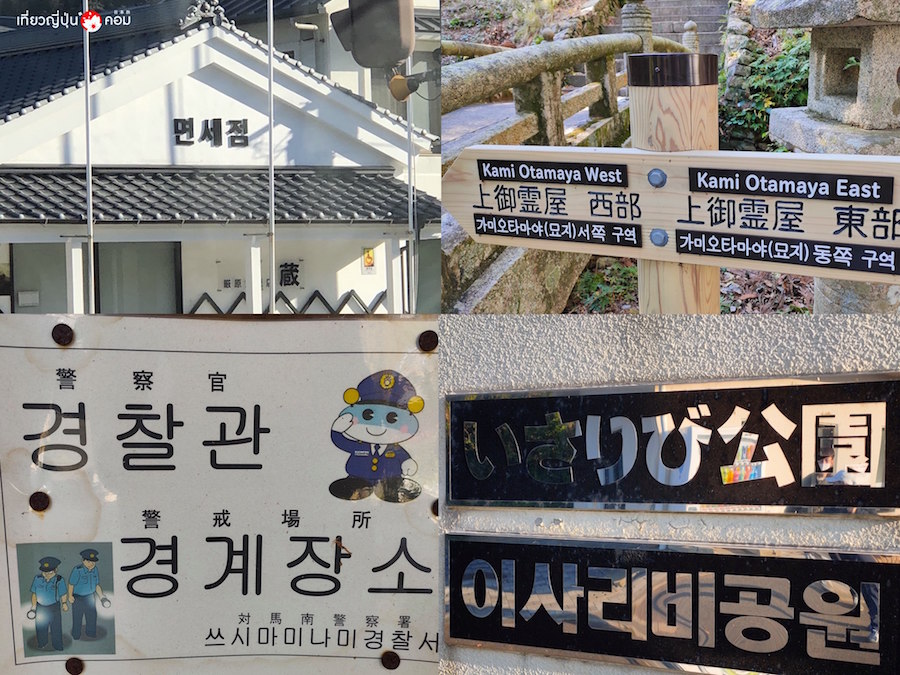 เที่ยวญี่ปุ่น คอม
면세점
厳原
蔵
Kami Otamaya West
上御霊屋 西部
가미오타마야(묘지)서쪽 구역
Kami Otamaya East
上御霊屋 東部
가미오타마야(묘지) 동쪽 구역
警察官
경찰관
警戒場所
경계장소
対馬南警察署
쓰시마미나미경찰서
いさりび公園
이사리비공원